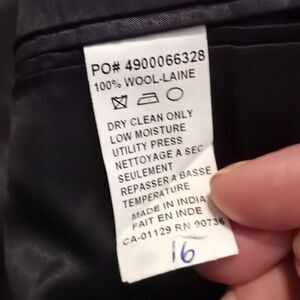 PO# 4900066328
100% WOOL-LAINE
DRY CLEAN ONLY
LOW MOISTURE
UTILITY PRESS
NETTOYAGE A SEC
SEULEMENT
REPASSER A BASSE
TEMPERATURE
MADE IN INDIA
FAIT EN INDE
CA-01129 RN 90736
16